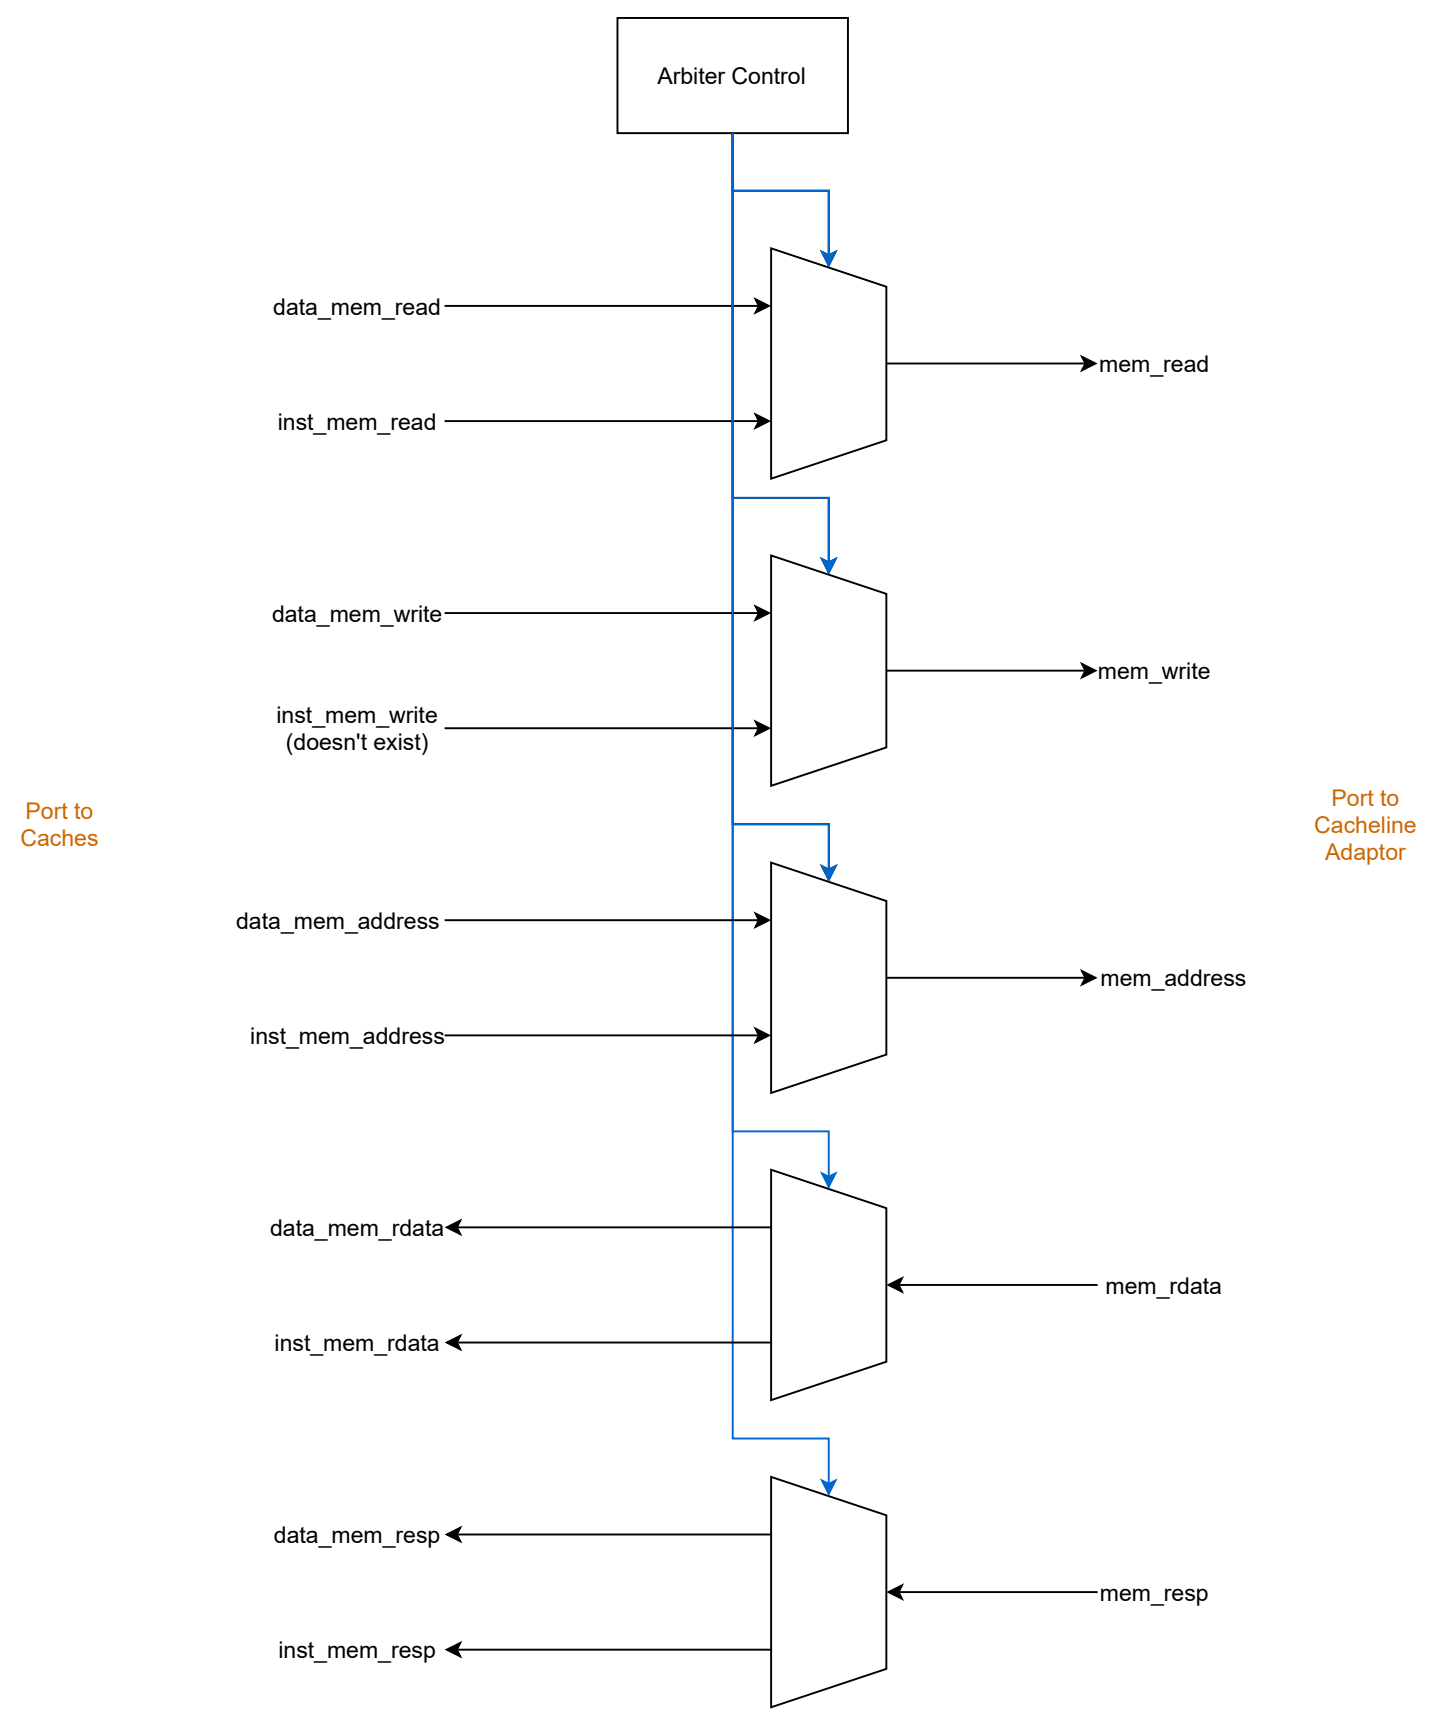 Arbiter Control
data_mem_read
mem_read
inst_mem_read
data_mem_write
mem_write
inst_mem_write
(doesn't exist)
Port to
Caches
Port to
Cacheline
Adaptor
data_mem_address
mem_address
inst_mem_address
data_mem_rdata
mem_rdata
inst_mem_rdata
data_mem_resp
mem_resp
inst_mem_resp